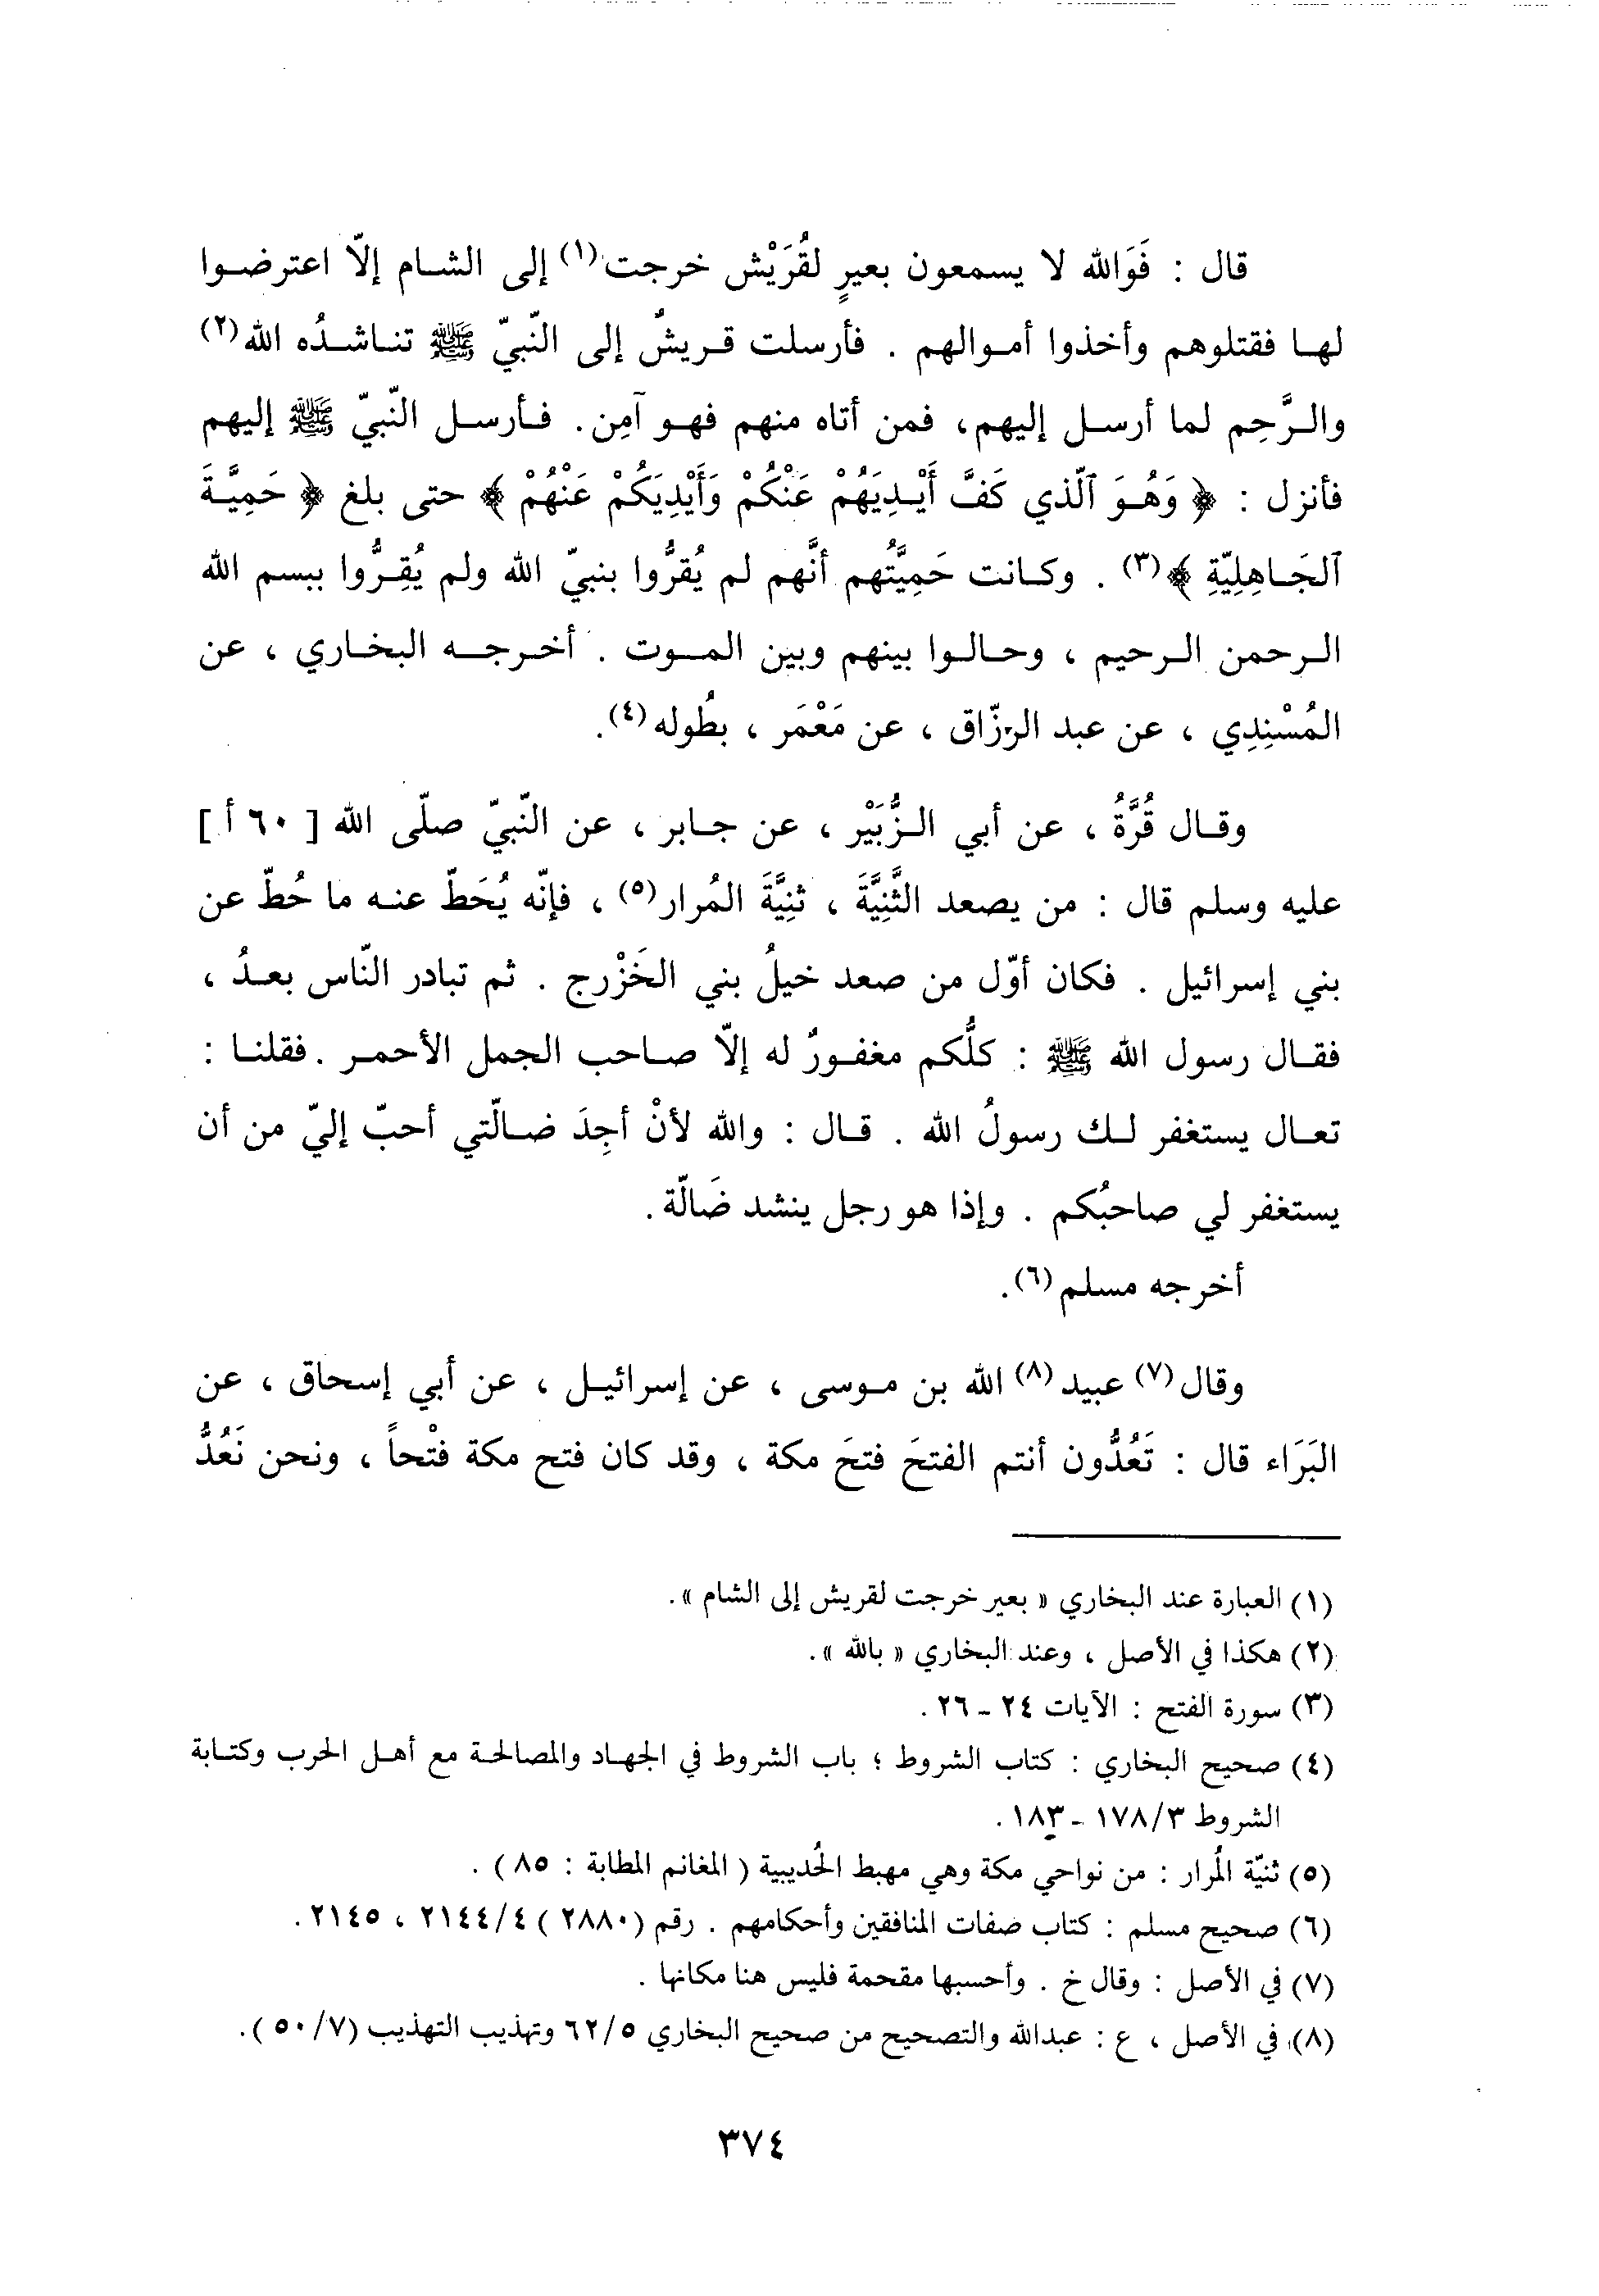 قال : فَوَالله لا يسمعون بعيرٍ لقُرَيْش خرجت(١) إلى الشام إلّا اعترضوا
لها فقتلوهم وأخذوا أموالهم . فأرسلت قريشٌ إلى النّبيّ ﷺ تناشدُه الله(٢)
والرَّحِم لما أرسل إليهم، فمن أتاه منهم فهو آمِن. فأرسل النّبيّ ﷺ إليهم
فأنزل : ﴿ وَهُوَ ٱلّذي كَفَّ أَيْدِيَهُمْ عَنْكُمْ وَأَيْدِيَكُمْ عَنْهُمْ ﴾ حتى بلغ ﴿ حَمِيَّةَ
ٱلجَاهِلِيّةِ ﴾(٣) . وكانت حَمِيَّتُهم أنَّهم لم يُقرُّوا بنبيّ الله ولم يُقِرُّوا ببسم الله
الرحمن الرحيم ، وحالوا بينهم وبين الموت . أخرجه البخاري ، عن
المُسْنِدِي ، عن عبد الرزّاق ، عن مَعْمَر ، بطُوله(٤).
وقال قُرَّةُ ، عن أبي الزُّبَيْر ، عن جابر ، عن النّبيّ صلّى الله [ ٦٠ أ ]
عليه وسلم قال : من يصعد الثَّنِيَّةَ ، ثنِيَّةَ المُرار(٥) ، فإنّه يُحَطّ عنه ما حُطّ عن
بني إسرائيل . فكان أوّل من صعد خيلُ بني الخَزْرج . ثم تبادر النّاس بعدُ ،
فقال رسول الله ﷺ : كلُّكم مغفورٌ له إلّا صاحب الجمل الأحمر . فقلنا :
تعال يستغفر لك رسولُ الله . قال : والله لأنْ أجِدَ ضالّتي أحبّ إليّ من أن
يستغفر لي صاحبُكم . وإذا هو رجل ينشد ضَالّة .
أخرجه مسلم(٦).
وقال(٧) عبيد(٨) الله بن موسى ، عن إسرائيل ، عن أبي إسحاق ، عن
البَرَاء قال : تَعُدُّون أنتم الفتحَ فتحَ مكة ، وقد كان فتح مكة فتْحاً ، ونحن نَعُدُّ
(١) العبارة عند البخاري « بعير خرجت لقريش إلى الشام ».
(٢) هكذا في الأصل ، وعند البخاري « بالله ».
(٣) سورة الفتح : الآيات ٢٤ - ٢٦ .
(٤) صحيح البخاري : كتاب الشروط ؛ باب الشروط في الجهاد والمصالحة مع أهل الحرب وكتابة
الشروط ٣/١٧٨ - ١٨٣ .
(٥) ثنيّة المُرار : من نواحي مكة وهي مهبط الحُديبية ( المغانم المطابة : ٨٥ ) .
(٦) صحيح مسلم : كتاب صفات المنافقين وأحكامهم . رقم (٢٨٨٠ ) ٤/٢١٤٤ ، ٢١٤٥ .
(٧) في الأصل : وقال خ . وأحسبها مقحمة فليس هنا مكانها .
(٨) في الأصل ، ع : عبدالله والتصحيح من صحيح البخاري ٥/٦٢ وتهذيب التهذيب (٧/٥٠ ).
٣٧٤